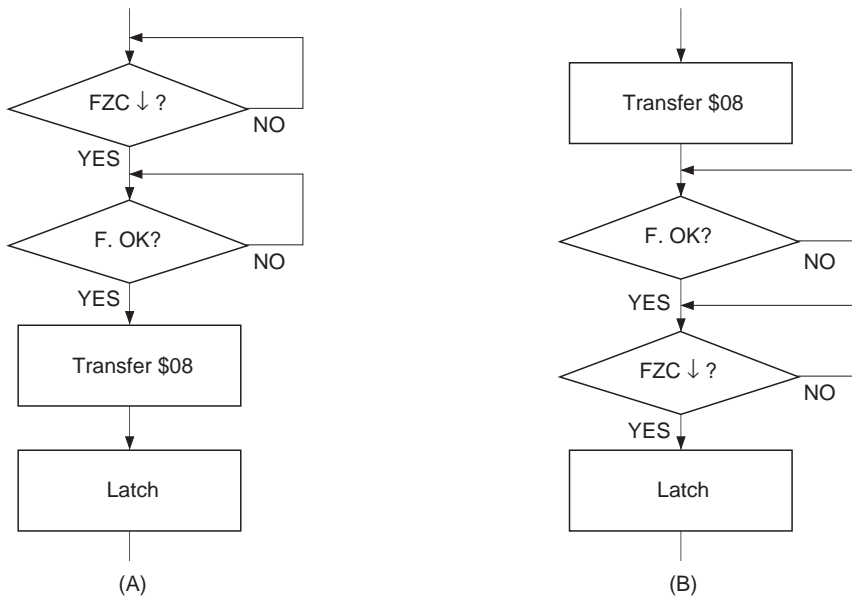 FZC ↓ ?
NO
YES
F. OK?
NO
YES
Transfer $08
Latch
(A)
Transfer $08
F. OK?
NO
YES
FZC ↓ ?
NO
YES
Latch
(B)